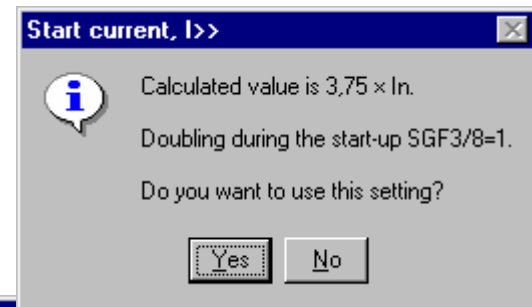 Start current, I>>
Calculated value is 3,75 × In.
Doubling during the start-up SGF3/8=1.
Do you want to use this setting?
Yes No